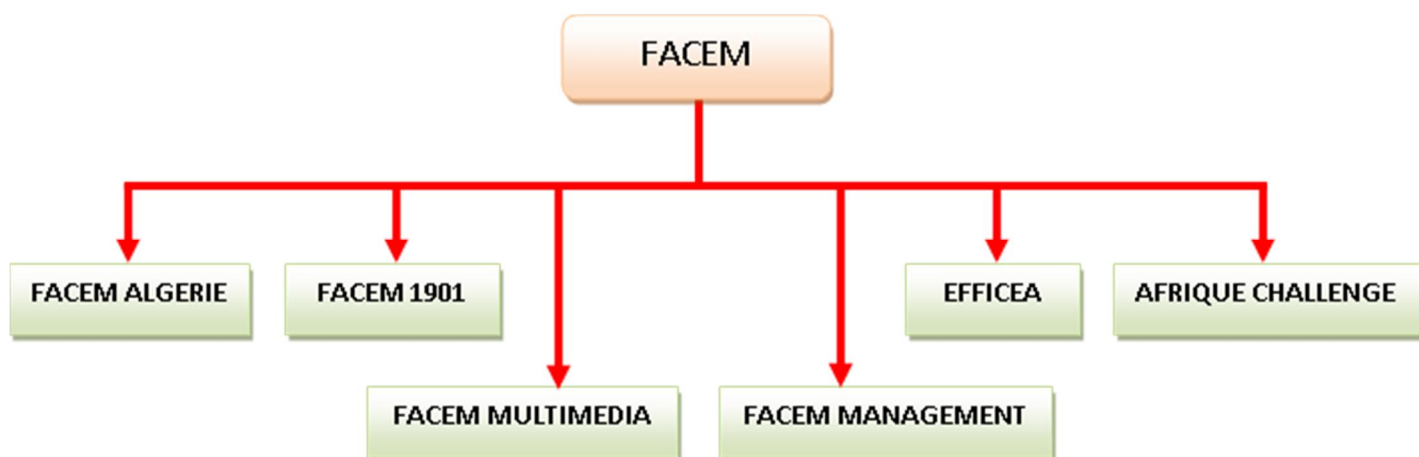 FACEM
FACEM ALGERIE
FACEM 1901
EFFICEA
AFRIQUE CHALLENGE
FACEM MULTIMEDIA
FACEM MANAGEMENT